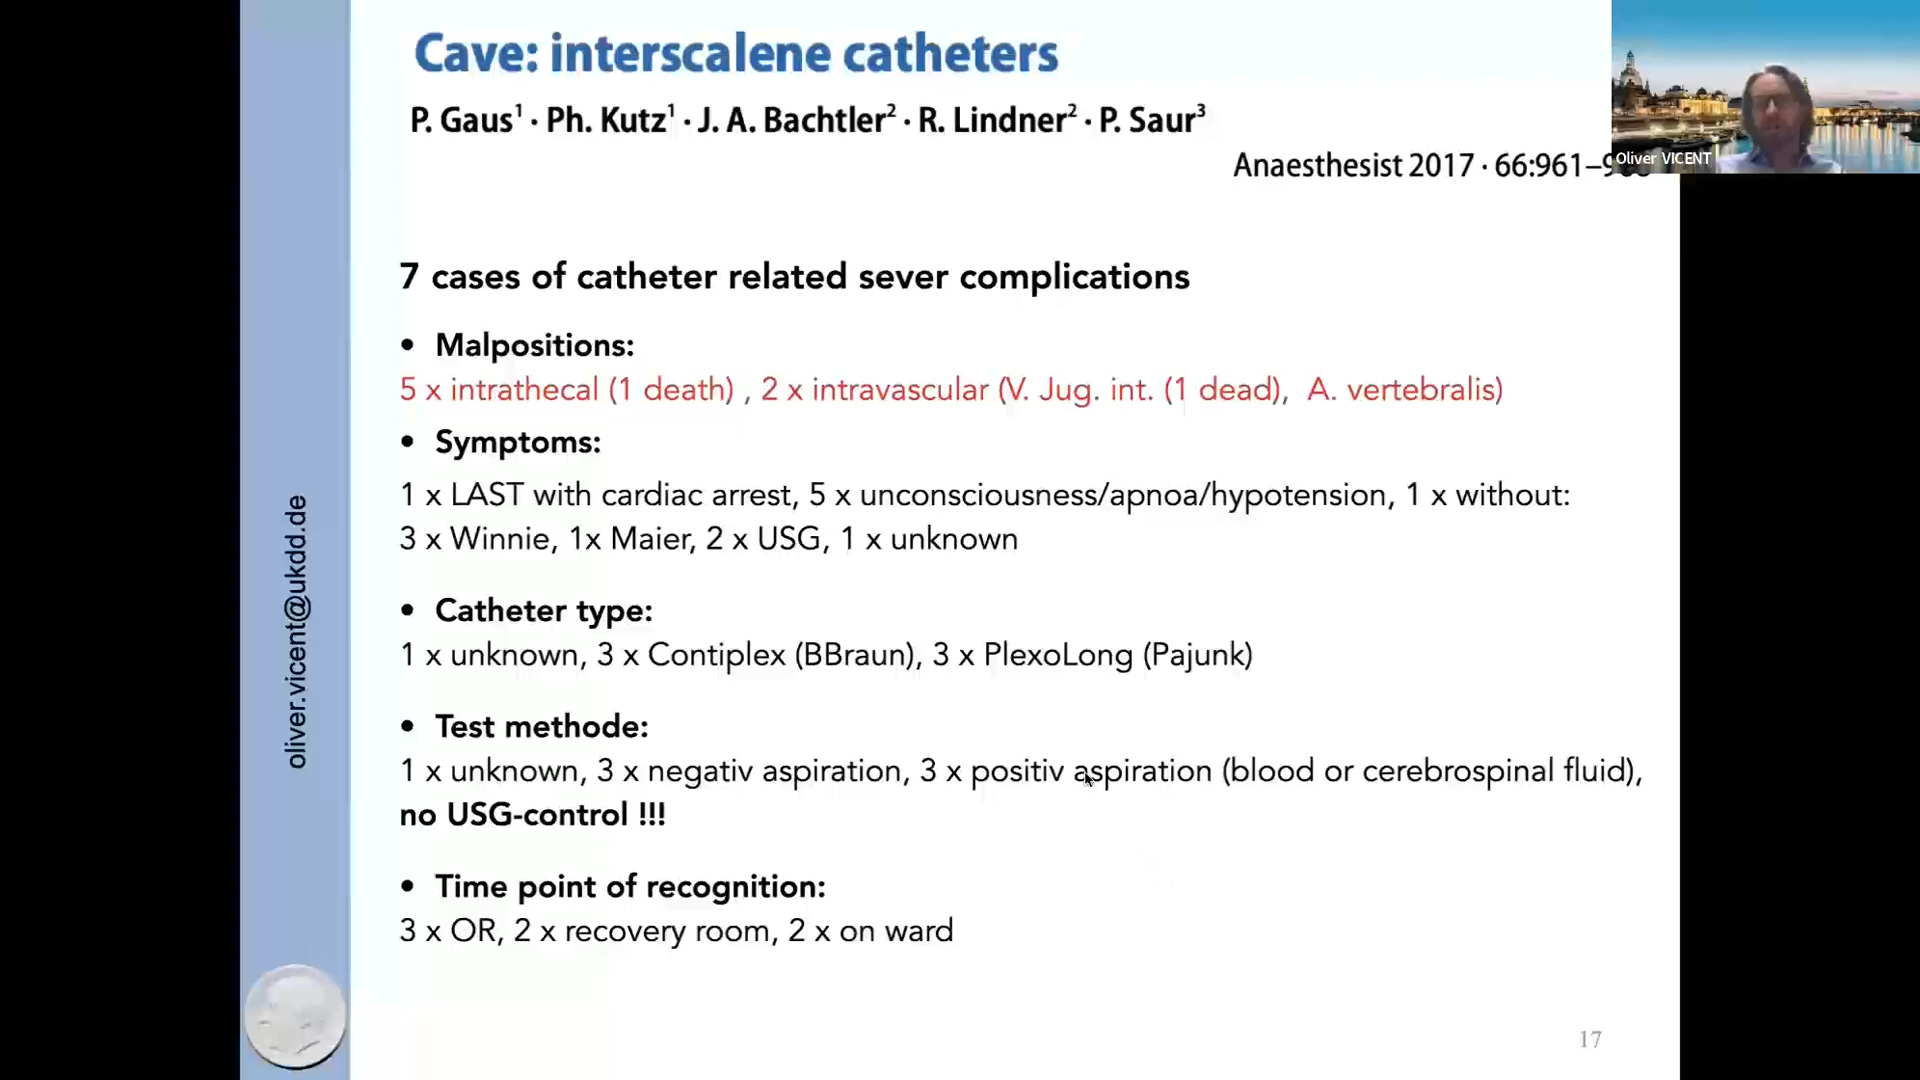 Cave: interscalene catheters
P. Gaus1 · Ph. Kutz1 · J. A. Bachtler2 · R. Lindner2 · P. Saur3
Anaesthesist 2017 · 66:961–
Oliver VICENT
7 cases of catheter related sever complications
• Malpositions:
5 x intrathecal (1 death) , 2 x intravascular (V. Jug. int. (1 dead), A. vertebralis)
• Symptoms:
1 x LAST with cardiac arrest, 5 x unconsciousness/apnoa/hypotension, 1 x without:
3 x Winnie, 1x Maier, 2 x USG, 1 x unknown
• Catheter type:
1 x unknown, 3 x Contiplex (BBraun), 3 x PlexoLong (Pajunk)
• Test methode:
1 x unknown, 3 x negativ aspiration, 3 x positiv aspiration (blood or cerebrospinal fluid),
no USG-control !!!
• Time point of recognition:
3 x OR, 2 x recovery room, 2 x on ward
oliver.vicent@ukdd.de
17